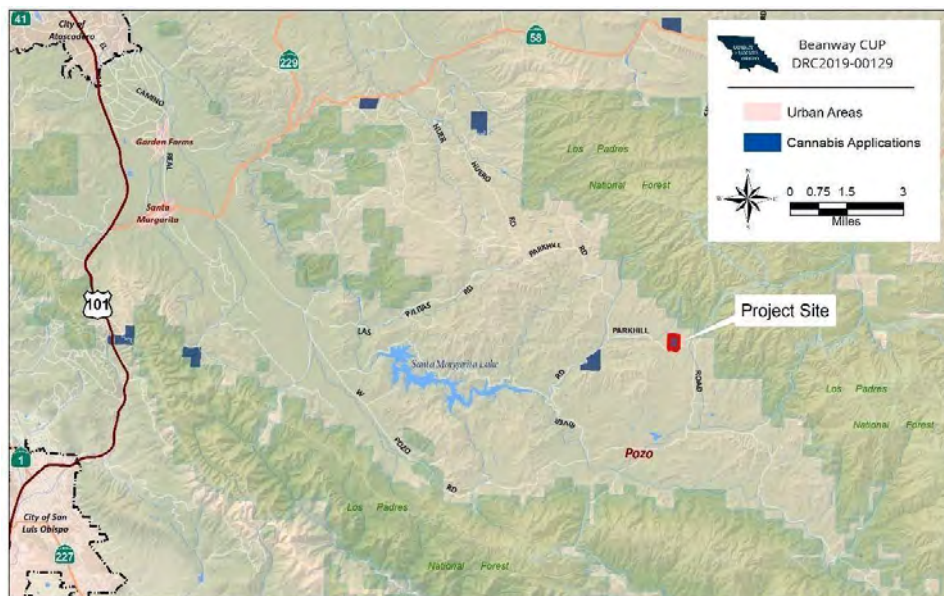 41
City of
Atascadero
EL
CAMINO
REAL
Garden Farms
Santa
Margarita
229
58
HUER
HUERO
RD
PARKHILL
RD
LAS
PILITAS
RD
Los Padres
National Forest
Beanway CUP
DRC2019-00129
Urban Areas
Cannabis Applications
N
W
E
S
0 0.75 1.5 3
Miles
101
Project Site
PARKHILL
ROAD
Santa Margarita Lake
W
POZO
RD
RIVER
RD
Pozo
Los Padres
National Forest
Los Padres
National Forest
1
City of San
Luis Obispo
227